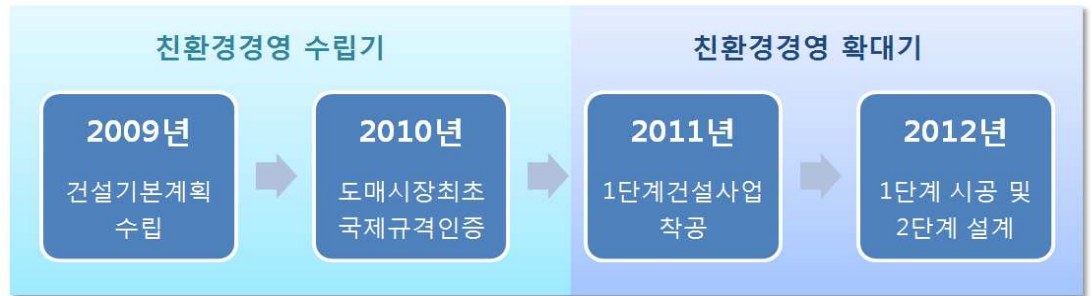 친환경경영 수립기
친환경경영 확대기
2009년
건설기본계획
수립
2010년
도매시장최초
국제규격인증
2011년
1단계건설사업
착공
2012년
1단계 시공 및
2단계 설계